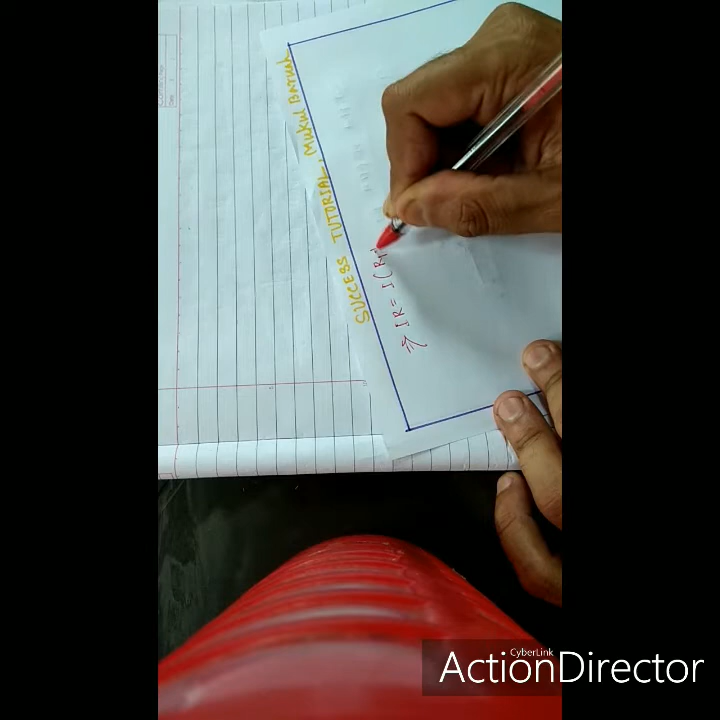 SUCCESS TUTORIAL, MUKUL BARUAH
⇒ IR = I(R
CyberLink
ActionDirector